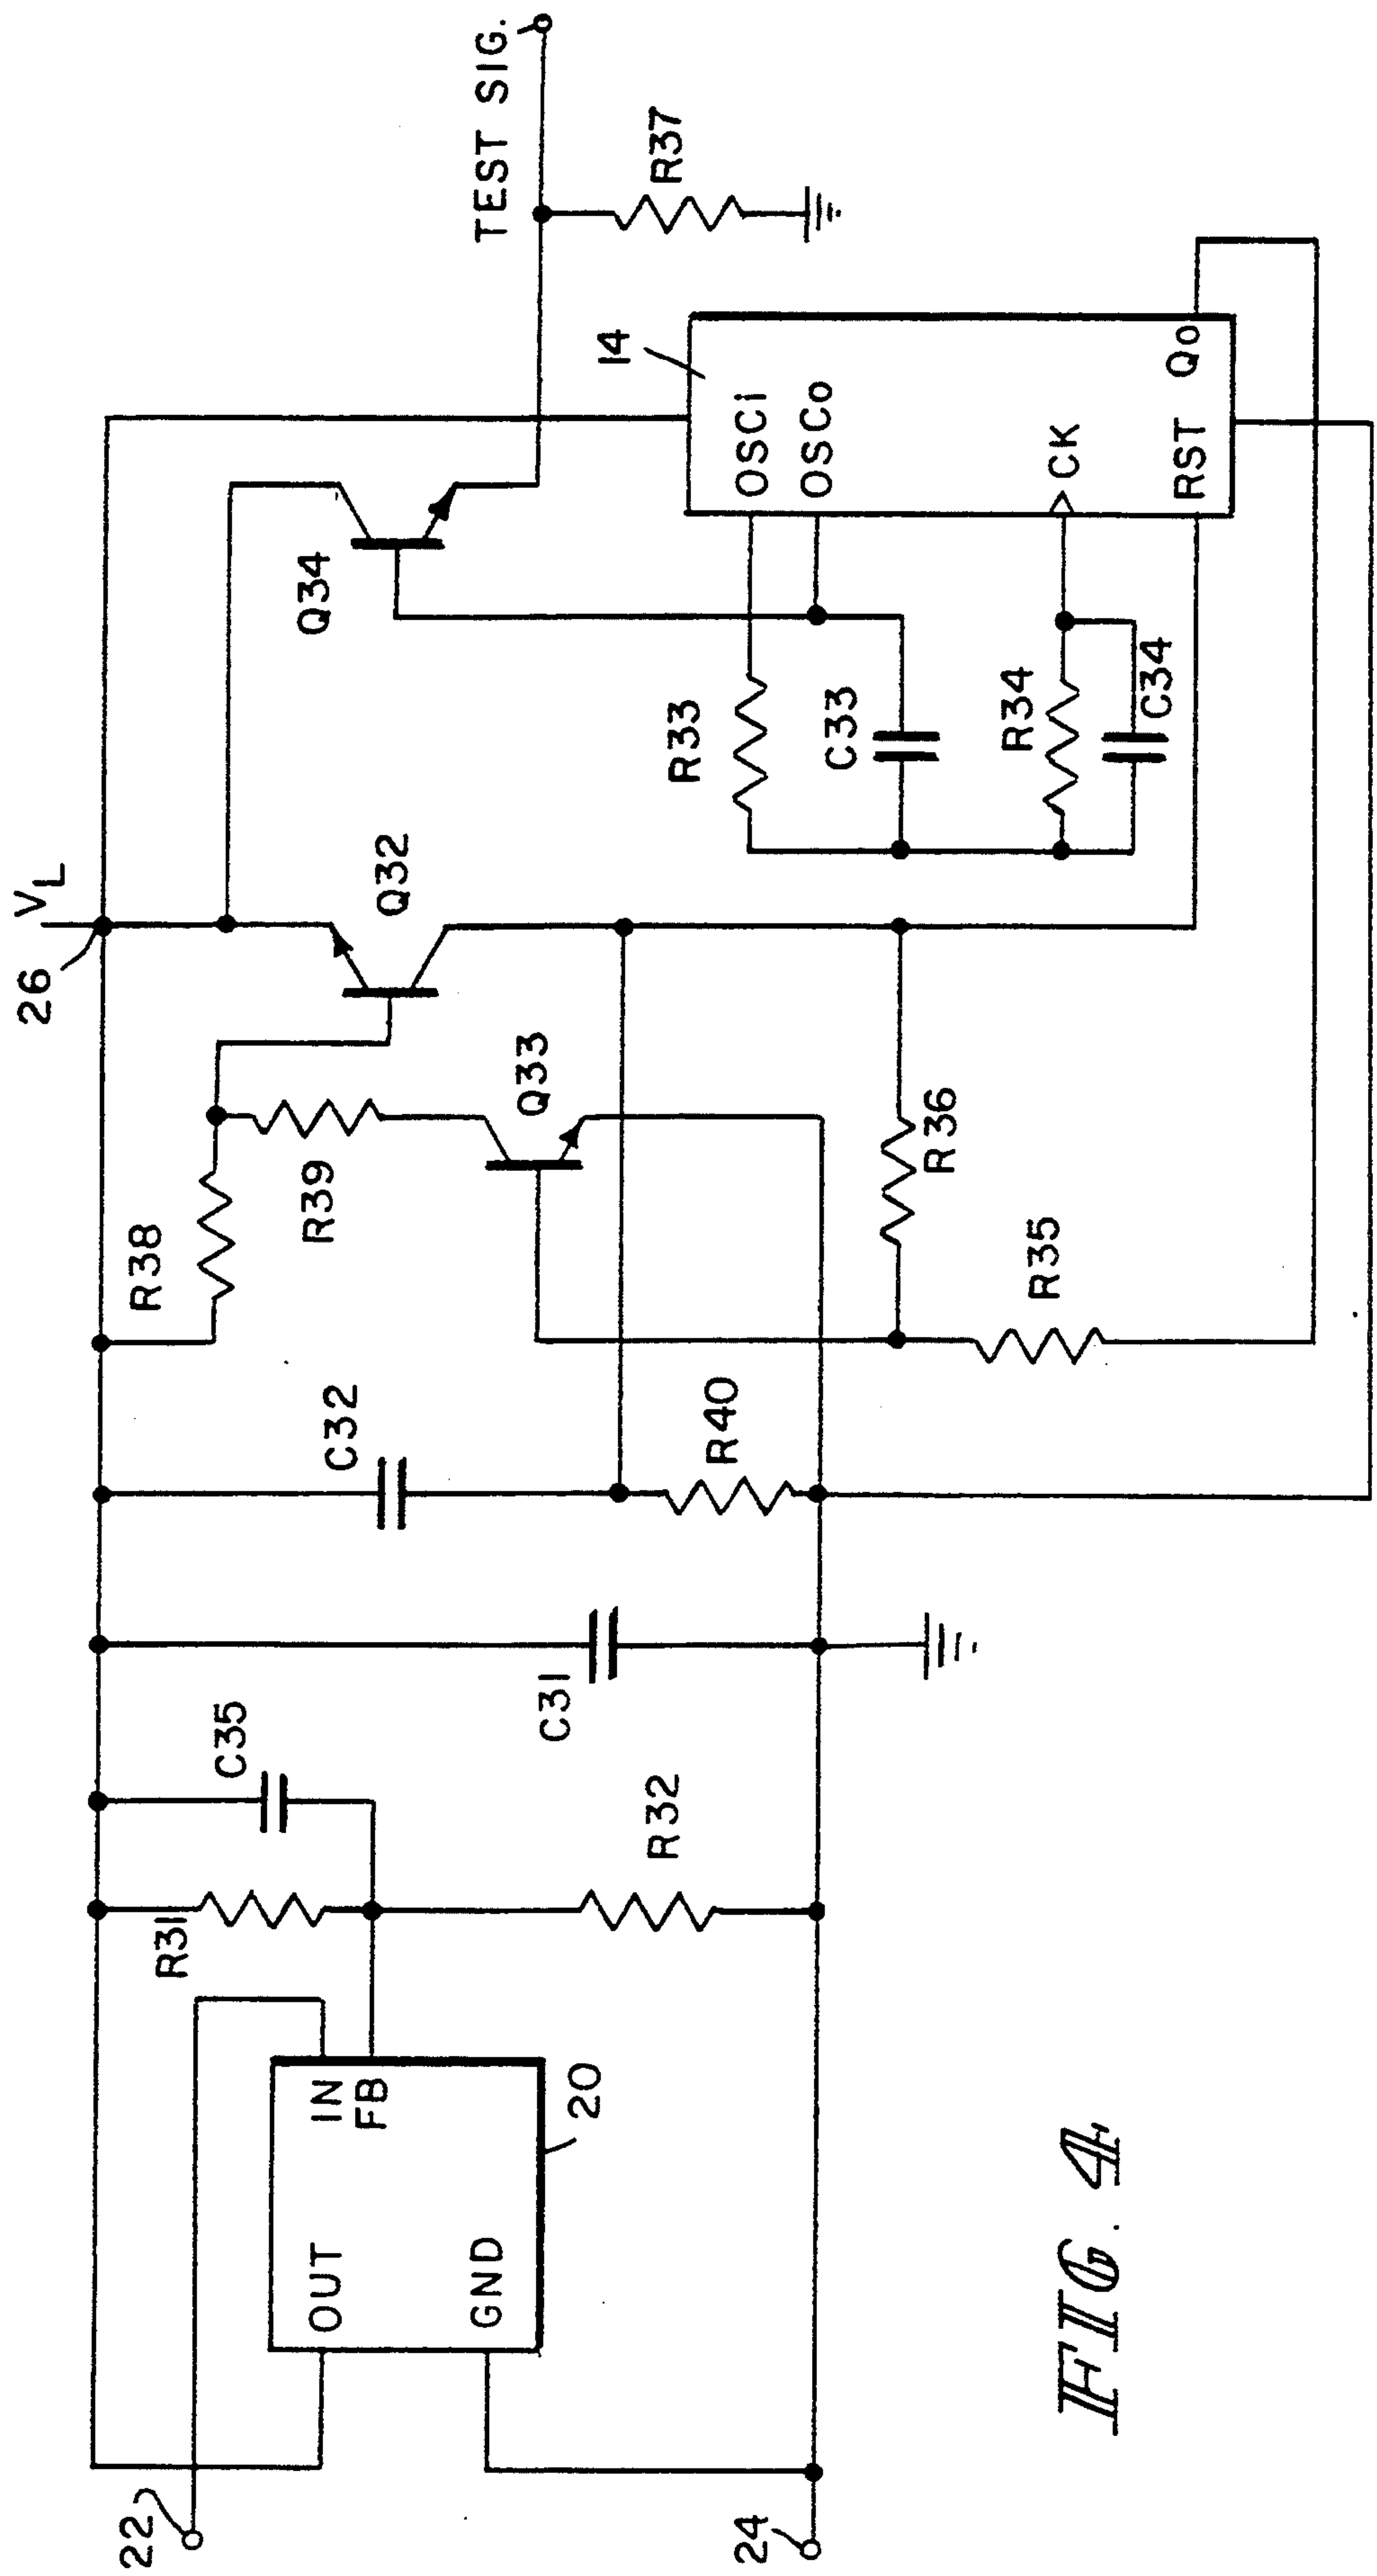 22
24
OUT
GND
IN
FB
20
R31
C35
R32
C31
C32
R40
R38
R39
Q33
R36
R35
26
VL
Q32
Q34
R33
C33
R34
C34
14
OSCi
OSCo
CK
RST
Qo
TEST SIG.
R37
FIG. 4